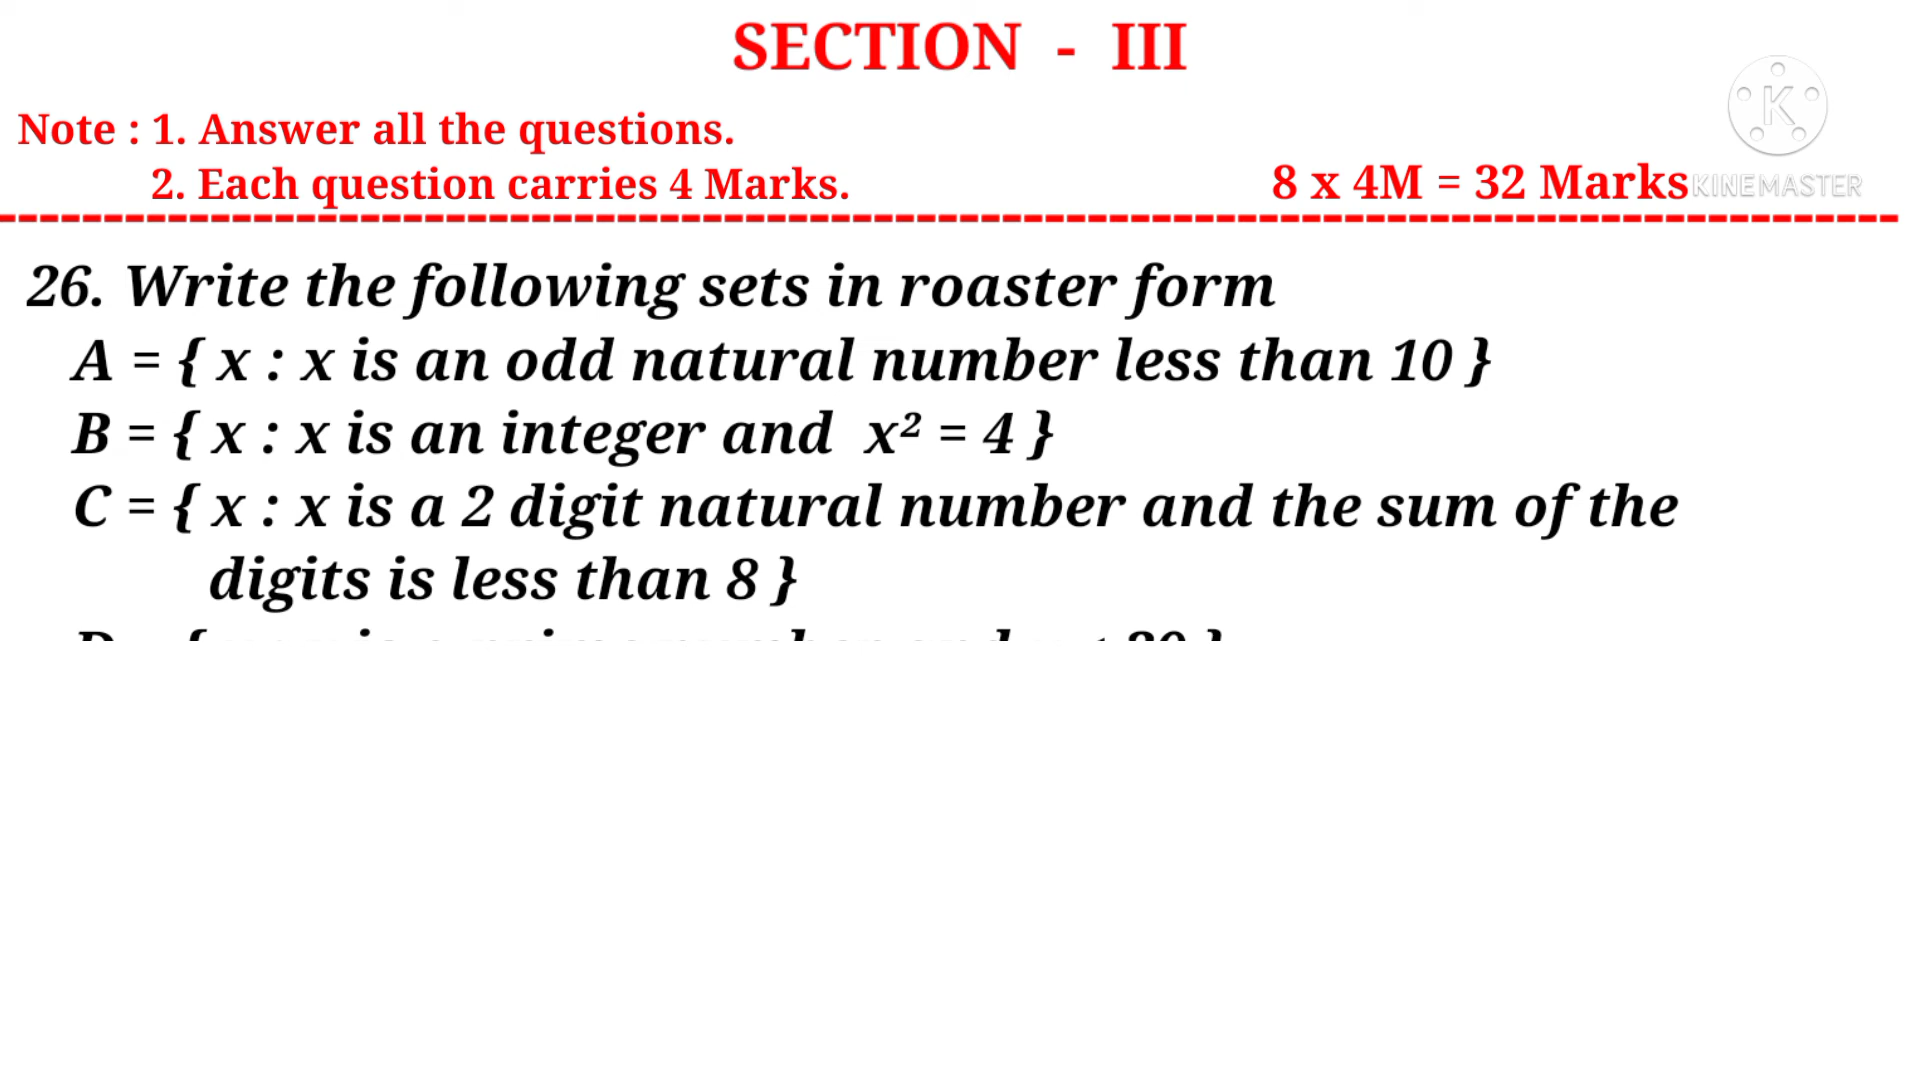 SECTION - III
Note : 1. Answer all the questions.
2. Each question carries 4 Marks.
8 x 4M = 32 Marks
KINEMASTER
26. Write the following sets in roaster form
A = { x : x is an odd natural number less than 10 }
B = { x : x is an integer and x² = 4 }
C = { x : x is a 2 digit natural number and the sum of the
digits is less than 8 }